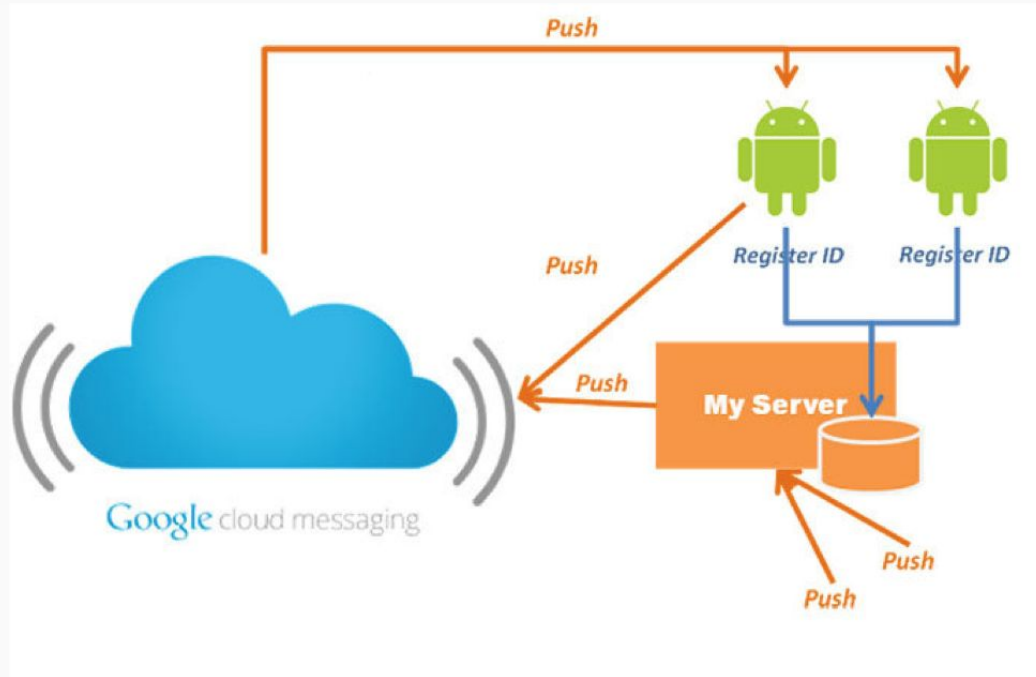 Push
Register ID
Register ID
Push
Push
My Server
Google cloud messaging
Push
Push